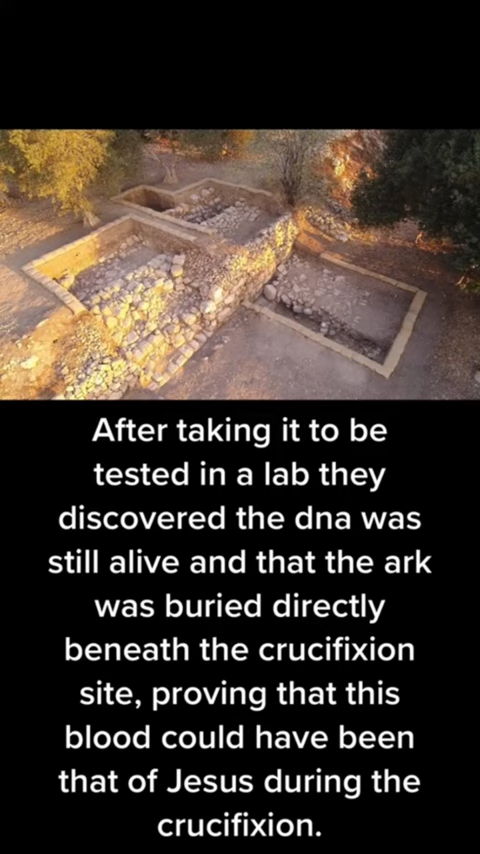 After taking it to be
tested in a lab they
discovered the dna was
still alive and that the ark
was buried directly
beneath the crucifixion
site, proving that this
blood could have been
that of Jesus during the
crucifixion.